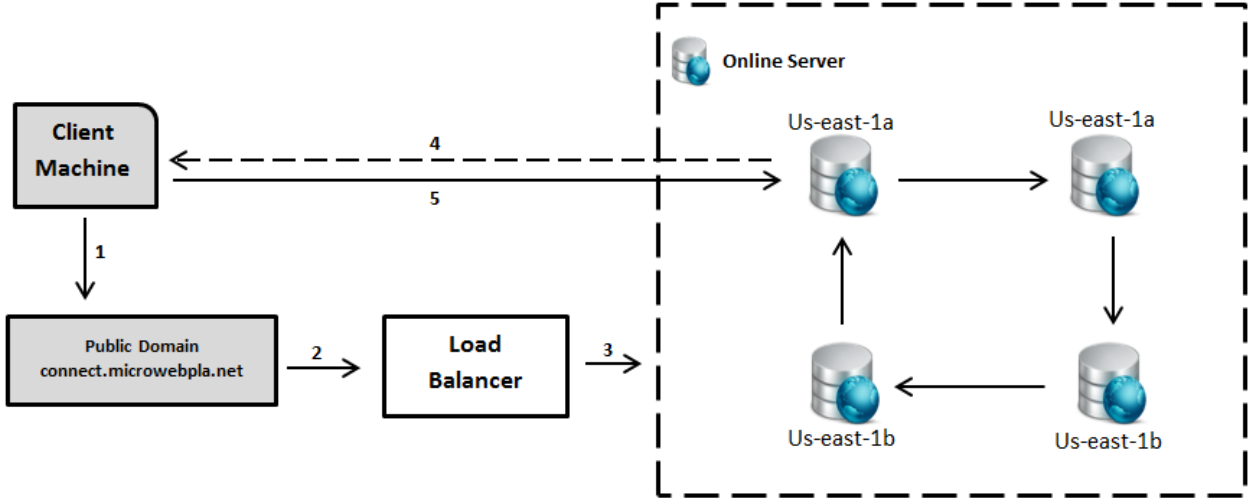 Online Server
Us-east-1a
Us-east-1a
Client
Machine
4
5
1
Public Domain
connect.microwebpla.net
2
Load
Balancer
3
Us-east-1b
Us-east-1b